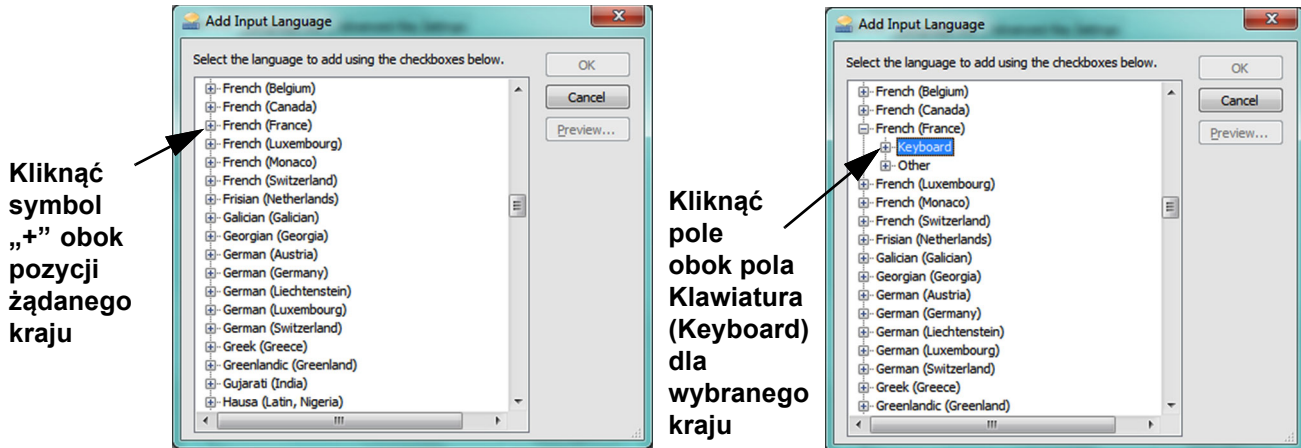 Add Input Language
Select the language to add using the checkboxes below.
OK
Cancel
Preview...
French (Belgium)
French (Canada)
French (France)
French (Luxembourg)
French (Monaco)
French (Switzerland)
Frisian (Netherlands)
Galician (Galician)
Georgian (Georgia)
German (Austria)
German (Germany)
German (Liechtenstein)
German (Luxembourg)
German (Switzerland)
Greek (Greece)
Greenlandic (Greenland)
Gujarati (India)
Hausa (Latin, Nigeria)
Kliknąć
symbol
„+” obok
pozycji
żądanego
kraju
Add Input Language
Select the language to add using the checkboxes below.
OK
Cancel
Preview...
French (Belgium)
French (Canada)
French (France)
Keyboard
Other
French (Luxembourg)
French (Monaco)
French (Switzerland)
Frisian (Netherlands)
Galician (Galician)
Georgian (Georgia)
German (Austria)
German (Germany)
German (Liechtenstein)
German (Luxembourg)
German (Switzerland)
Greek (Greece)
Greenlandic (Greenland)
Kliknąć
pole
obok pola
Klawiatura
(Keyboard)
dla
wybranego
kraju